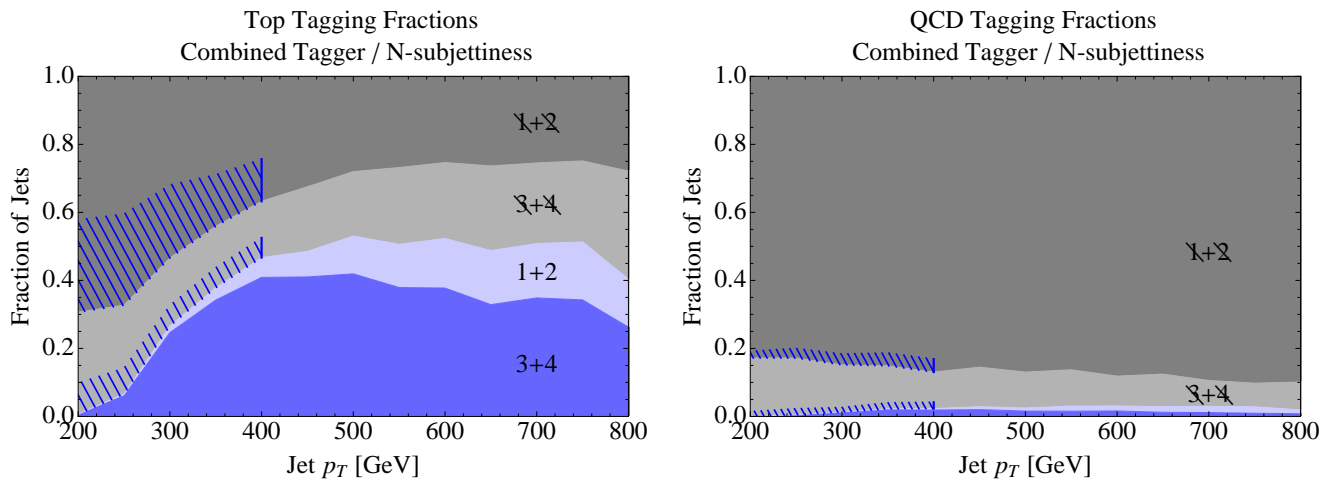 Top Tagging Fractions
Combined Tagger / N-subjettiness
1.0
0.8
0.6
0.4
0.2
0.0
Fraction of Jets
1+2
3+4
1+2
3+4
200 300 400 500 600 700 800
Jet p_T [GeV]
QCD Tagging Fractions
Combined Tagger / N-subjettiness
1.0
0.8
0.6
0.4
0.2
0.0
Fraction of Jets
1+2
3+4
200 300 400 500 600 700 800
Jet p_T [GeV]